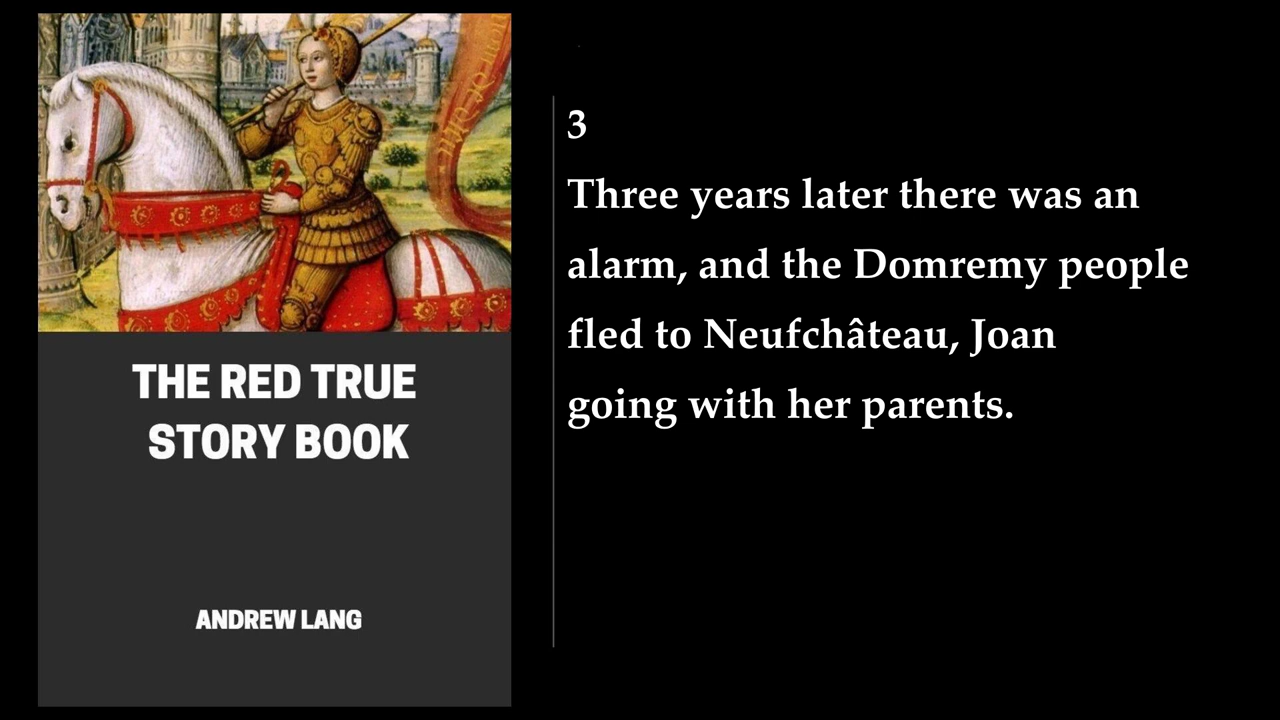 THE RED TRUE
STORY BOOK
ANDREW LANG
3
Three years later there was an
alarm, and the Domremy people
fled to Neufchâteau, Joan
going with her parents.